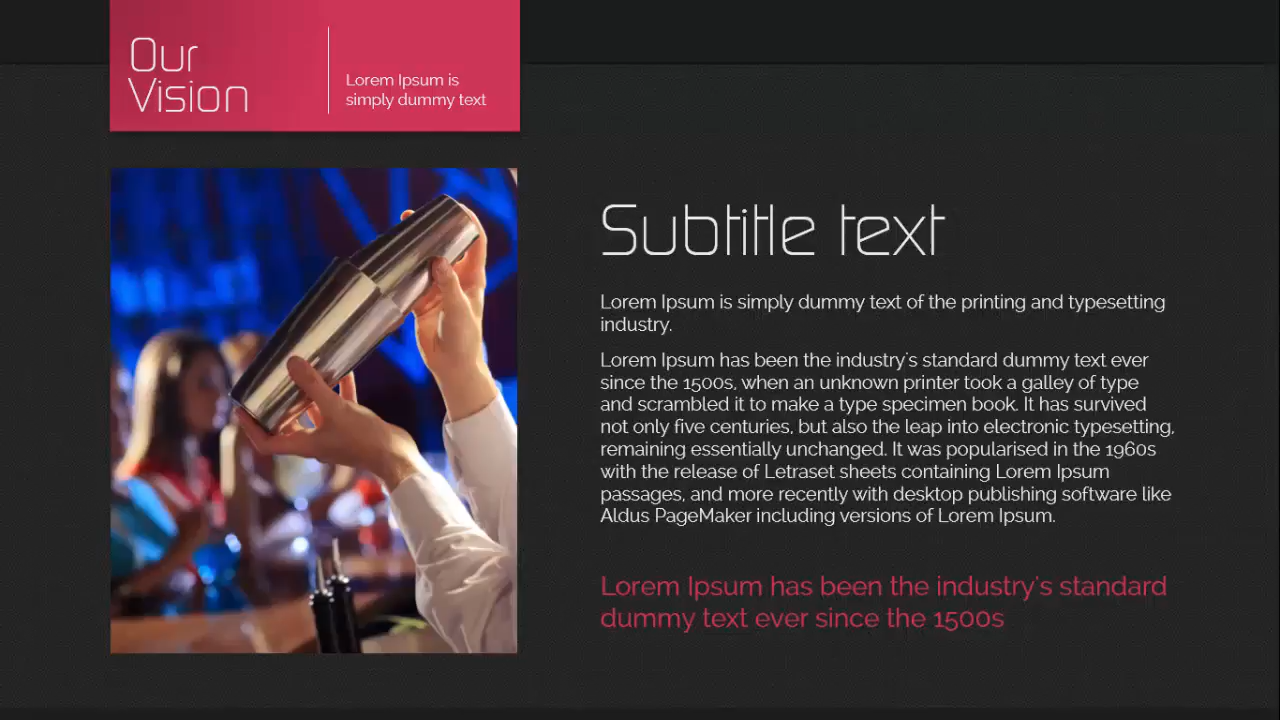 Our
Vision
Lorem Ipsum is
simply dummy text
Subtitle text
Lorem Ipsum is simply dummy text of the printing and typesetting
industry.
Lorem Ipsum has been the industry's standard dummy text ever
since the 1500s, when an unknown printer took a galley of type
and scrambled it to make a type specimen book. It has survived
not only five centuries, but also the leap into electronic typesetting,
remaining essentially unchanged. It was popularised in the 1960s
with the release of Letraset sheets containing Lorem Ipsum
passages, and more recently with desktop publishing software like
Aldus PageMaker including versions of Lorem Ipsum.
Lorem Ipsum has been the industry's standard
dummy text ever since the 1500s